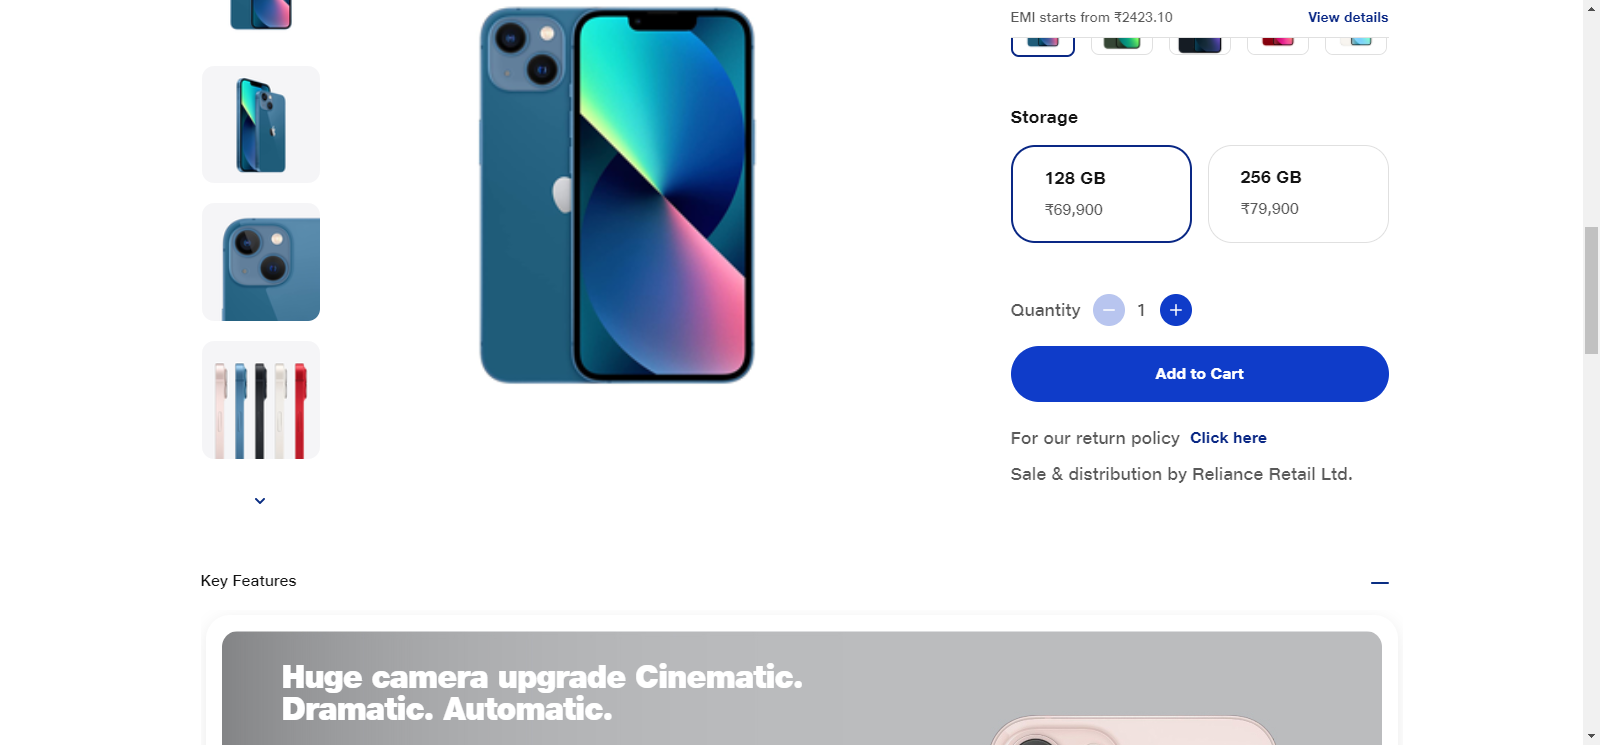 EMI starts from ₹2423.10 View details
Storage
128 GB 256 GB
₹69,900 ₹79,900
Quantity 1
Add to Cart
For our return policy Click here
Sale & distribution by Reliance Retail Ltd.
Key Features
Huge camera upgrade Cinematic.
Dramatic. Automatic.